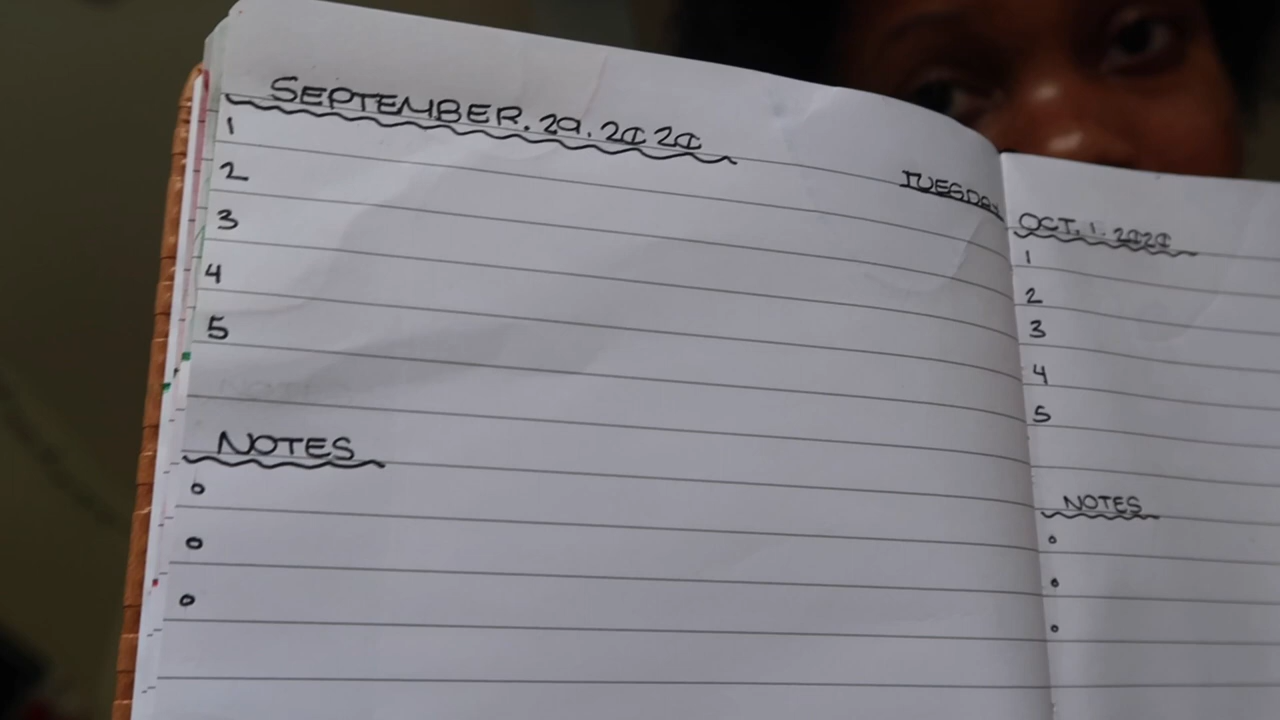 SEPTEMBER. 29. 2020
TUESDAY
1
2
3
4
5
NOTES
o
o
o
OCT. 1. 2020
1
2
3
4
5
NOTES
o
o
o